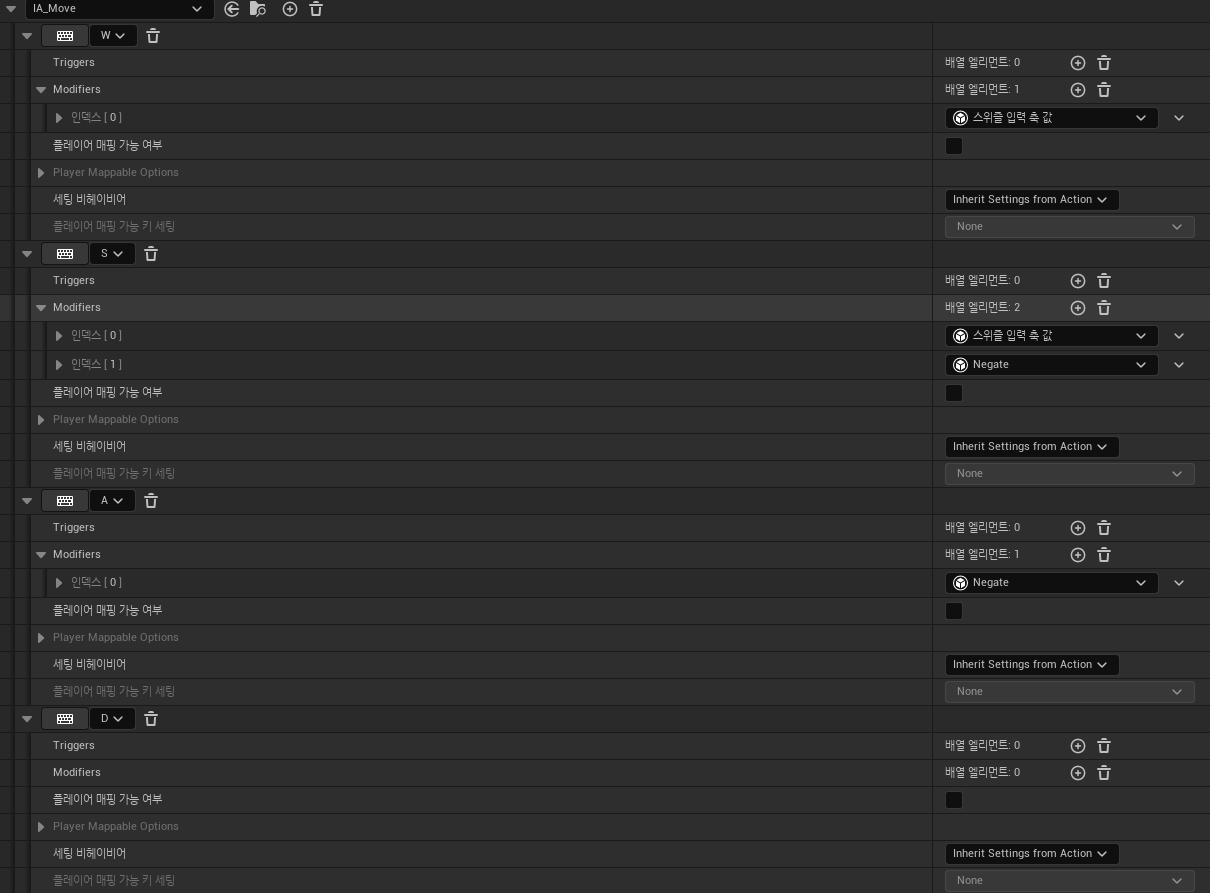 IA_Move
W
Triggers 배열 엘리먼트: 0
Modifiers 배열 엘리먼트: 1
인덱스 [ 0 ] 스위즐 입력 축 값
플레이어 매핑 가능 여부
Player Mappable Options
세팅 비헤이비어 Inherit Settings from Action
플레이어 매핑 가능 키 세팅 None
S
Triggers 배열 엘리먼트: 0
Modifiers 배열 엘리먼트: 2
인덱스 [ 0 ] 스위즐 입력 축 값
인덱스 [ 1 ] Negate
플레이어 매핑 가능 여부
Player Mappable Options
세팅 비헤이비어 Inherit Settings from Action
플레이어 매핑 가능 키 세팅 None
A
Triggers 배열 엘리먼트: 0
Modifiers 배열 엘리먼트: 1
인덱스 [ 0 ] Negate
플레이어 매핑 가능 여부
Player Mappable Options
세팅 비헤이비어 Inherit Settings from Action
플레이어 매핑 가능 키 세팅 None
D
Triggers 배열 엘리먼트: 0
Modifiers 배열 엘리먼트: 0
플레이어 매핑 가능 여부
Player Mappable Options
세팅 비헤이비어 Inherit Settings from Action
플레이어 매핑 가능 키 세팅 None